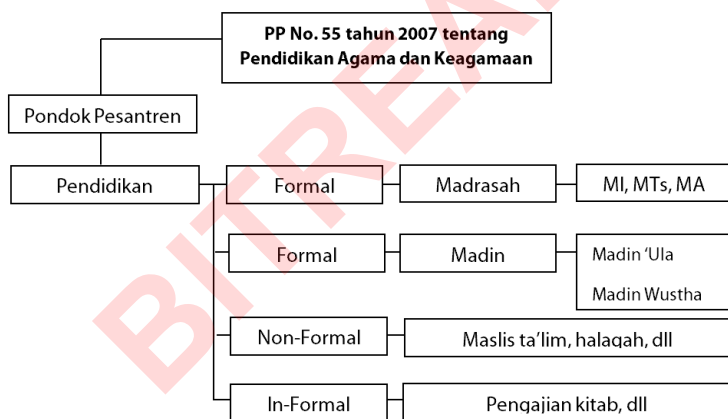 PP No. 55 tahun 2007 tentang
Pendidikan Agama dan Keagamaan
Pondok Pesantren
Pendidikan
Formal
Madrasah
MI, MTs, MA
Formal
Madin
Madin ‘Ula
Madin Wustha
Non-Formal
Maslis ta’lim, halaqah, dll
In-Formal
Pengajian kitab, dll
BITREAD